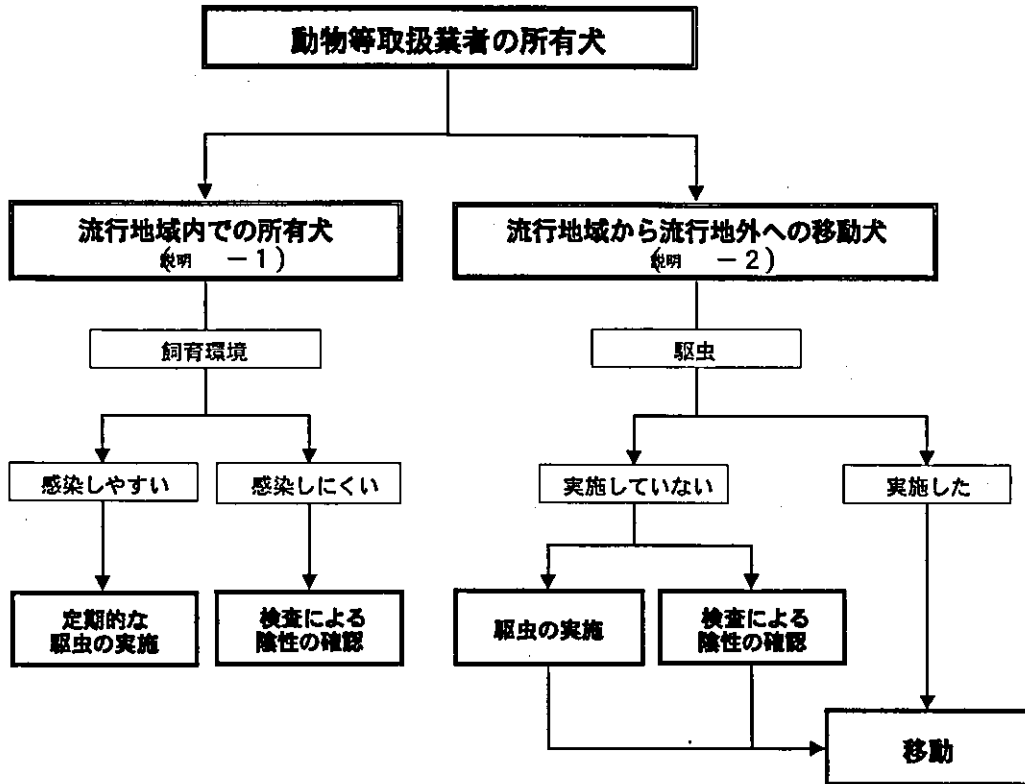 動物等取扱業者の所有犬
流行地域内での所有犬
(説明 －1)
流行地域から流行地外への移動犬
(説明 －2)
飼育環境
駆虫
感染しやすい
感染しにくい
実施していない
実施した
定期的な
駆虫の実施
検査による
陰性の確認
駆虫の実施
検査による
陰性の確認
移動